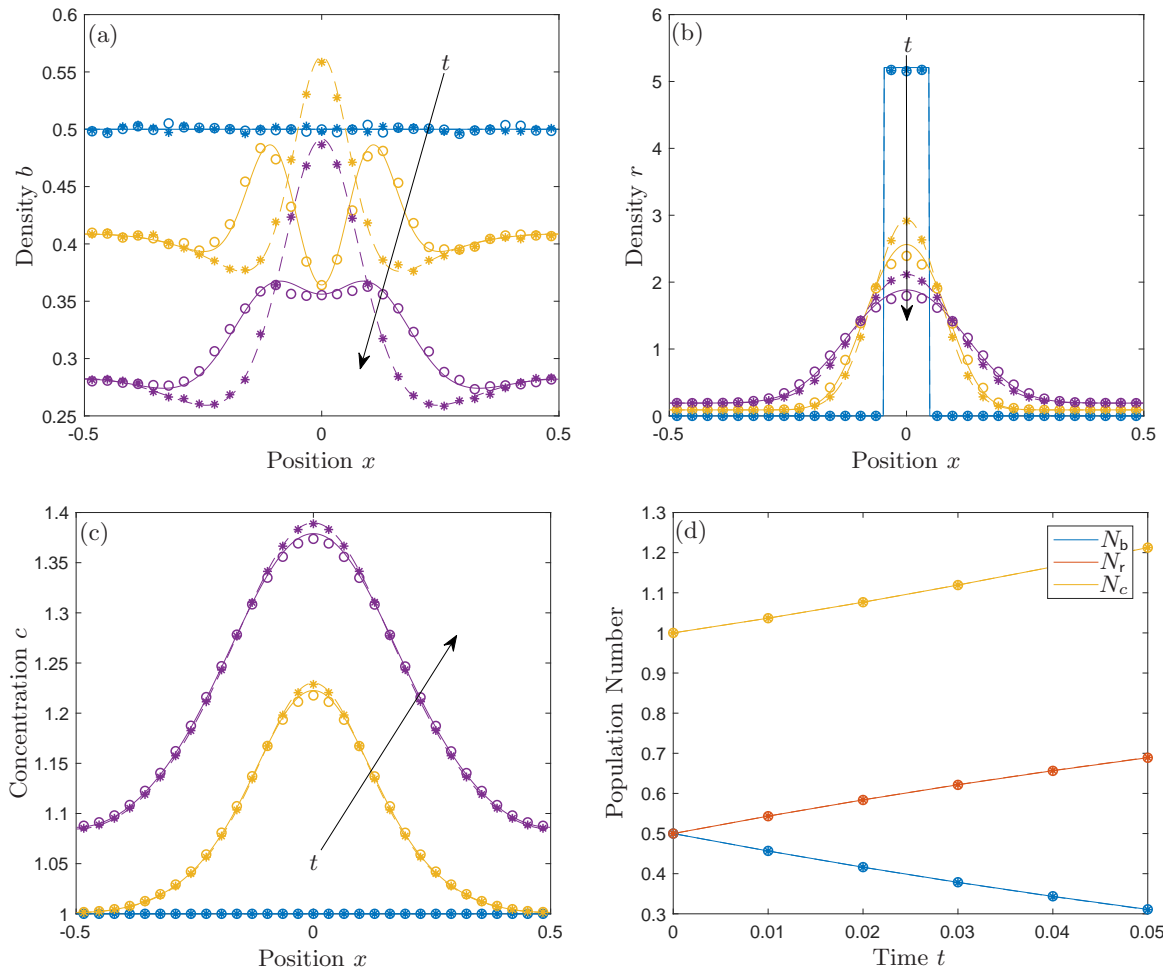 (a)
0.6
0.55
0.5
0.45
0.4
0.35
0.3
0.25
Density b
t
-0.5
0
0.5
Position x
(b)
6
5
4
3
2
1
0
Density r
t
-0.5
0
0.5
Position x
(c)
1.4
1.35
1.3
1.25
1.2
1.15
1.1
1.05
1
Concentration c
t
-0.5
0
0.5
Position x
(d)
1.3
1.2
1.1
1
0.9
0.8
0.7
0.6
0.5
0.4
0.3
Population Number
N_b
N_r
N_c
0
0.01
0.02
0.03
0.04
0.05
Time t